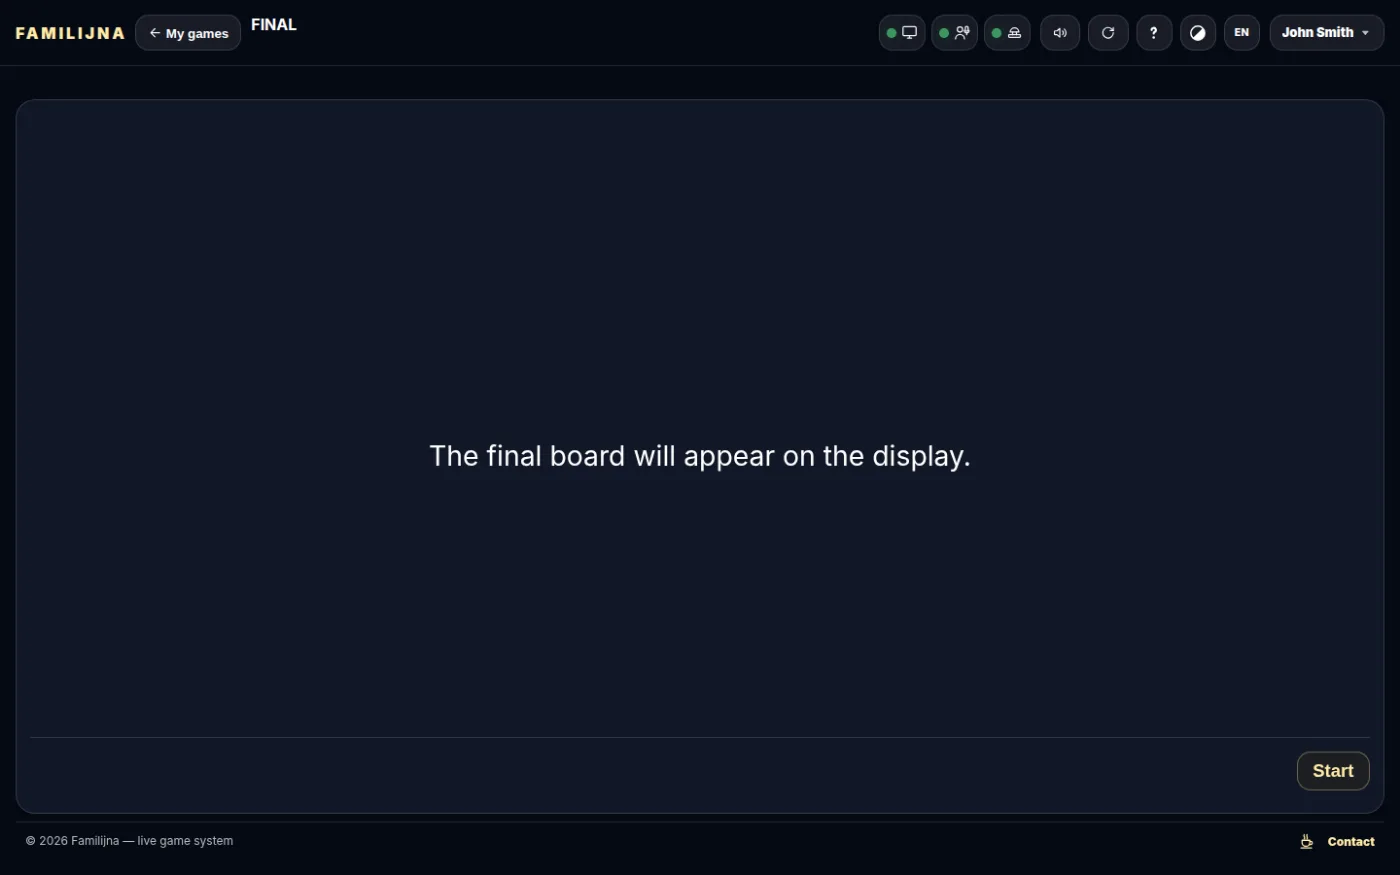 FAMILIJNA
← My games
FINAL
?
EN
John Smith
The final board will appear on the display.
Start
© 2026 Familijna — live game system
Contact